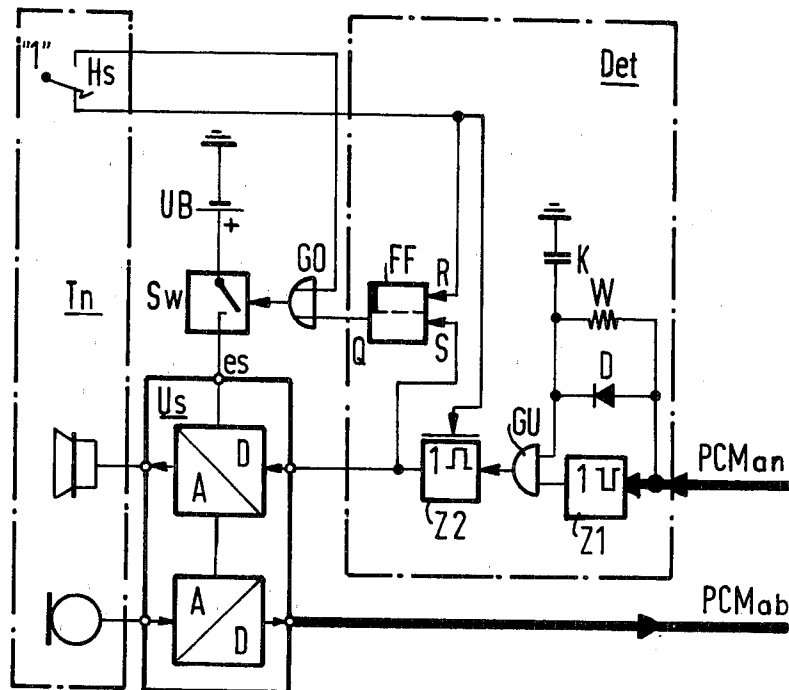 "1"
Hs
Det
UB
+
GO
FF
R
K
W
Tn
Sw
Q
S
D
es
Us
GU
D
A
1
1
PCMan
Z2
Z1
A
D
PCMab